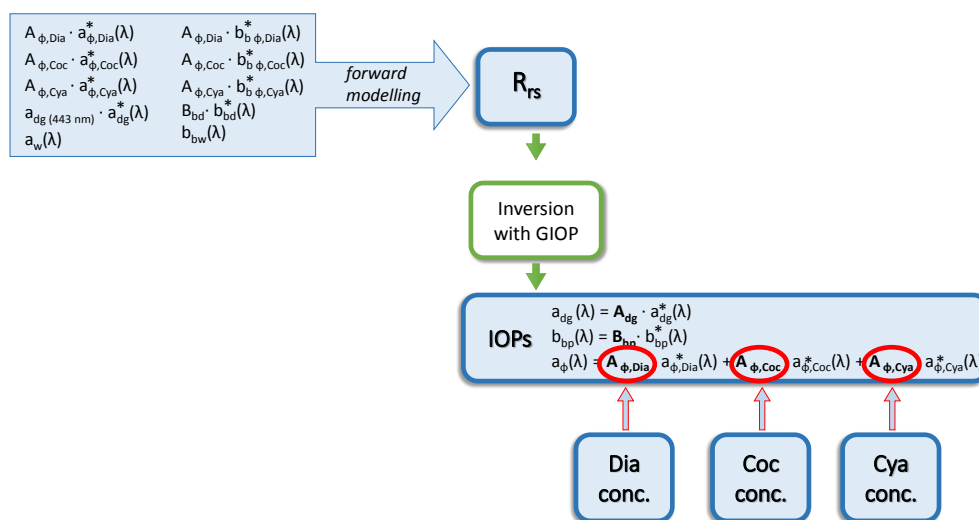 A ϕ,Dia · a*ϕ,Dia(λ) A ϕ,Dia · b*b ϕ,Dia(λ)
A ϕ,Coc · a*ϕ,Coc(λ) A ϕ,Coc · b*b ϕ,Coc(λ)
A ϕ,Cya · a*ϕ,Cya(λ) A ϕ,Cya · b*b ϕ,Cya(λ)
adg (443 nm) · a*dg(λ) Bbd · b*bd(λ)
aw(λ) bbw(λ)
forward
modelling
Rrs
Inversion
with GIOP
IOPs
adg (λ) = Adg · a*dg(λ)
bbp(λ) = Bbp · b*bp(λ)
aϕ(λ) = A ϕ,Dia a*ϕ,Dia(λ) + A ϕ,Coc a*ϕ,Coc(λ) + A ϕ,Cya a*ϕ,Cya(λ
Dia
conc.
Coc
conc.
Cya
conc.